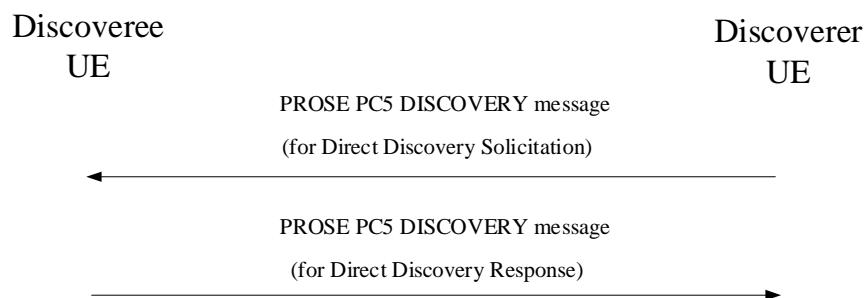 Discoveree
UE
Discoverer
UE
PROSE PC5 DISCOVERY message
(for Direct Discovery Solicitation)
PROSE PC5 DISCOVERY message
(for Direct Discovery Response)